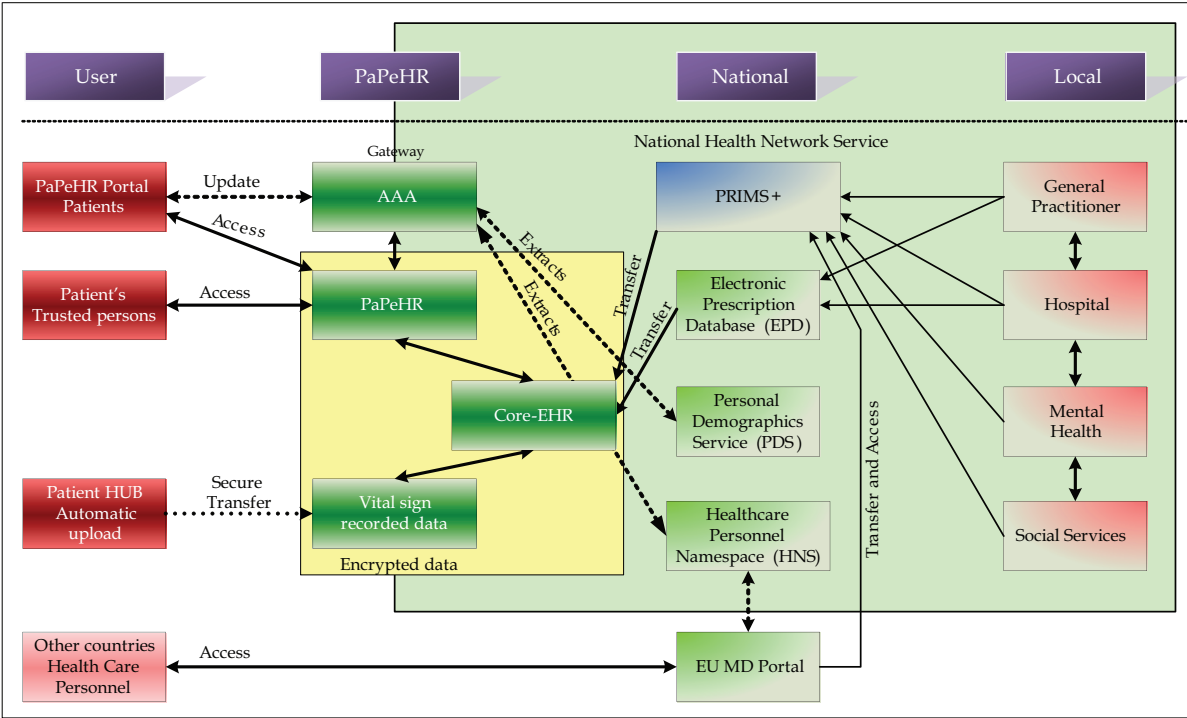 User
PaPeHR
National
Local
National Health Network Service
Gateway
PaPeHR Portal
Patients
Update
Access
AAA
PRIMS+
General
Practitioner
Extracts
Extracts
Transfer
Transfer
Patient's
Trusted persons
Access
PaPeHR
Electronic
Prescription
Database (EPD)
Hospital
Core-EHR
Personal
Demographics
Service (PDS)
Mental
Health
Transfer and Access
Patient HUB
Automatic
upload
Secure
Transfer
Vital sign
recorded data
Encrypted data
Healthcare
Personnel
Namespace (HNS)
Social Services
Other countries
Health Care
Personnel
Access
EU MD Portal